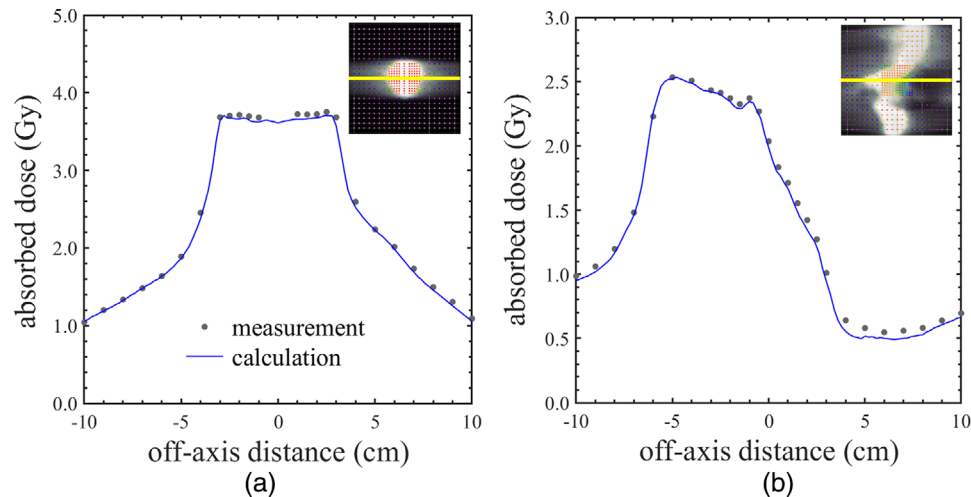 5.0
4.0
3.0
2.0
1.0
0.0
absorbed dose (Gy)
measurement
calculation
-10
-5
0
5
10
off-axis distance (cm)
(a)
3.0
2.5
2.0
1.5
1.0
0.5
0.0
absorbed dose (Gy)
-10
-5
0
5
10
off-axis distance (cm)
(b)